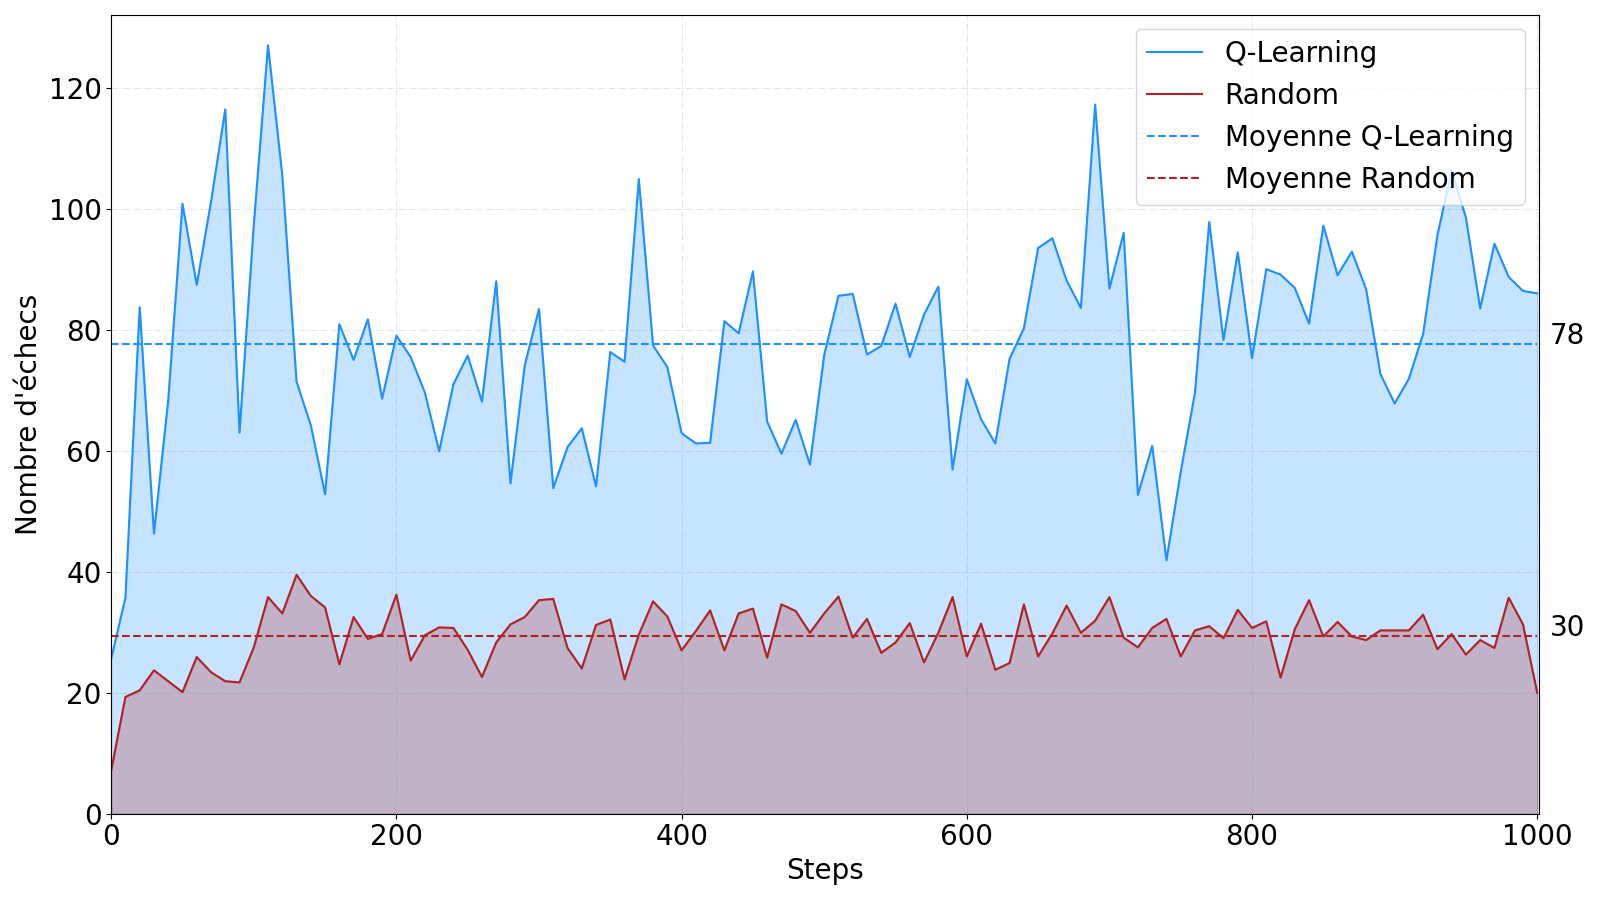 Nombre d'échecs
120
100
80
60
40
20
0
0 200 400 600 800 1000
Steps
Q-Learning
Random
Moyenne Q-Learning
Moyenne Random
78
30